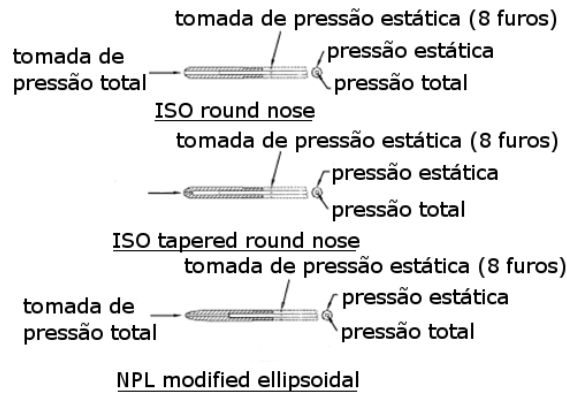 tomada de pressão estática (8 furos)
pressão estática
tomada de
pressão total
pressão total
ISO round nose
tomada de pressão estática (8 furos)
pressão estática
pressão total
ISO tapered round nose
tomada de pressão estática (8 furos)
pressão estática
tomada de
pressão total
pressão total
NPL modified ellipsoidal